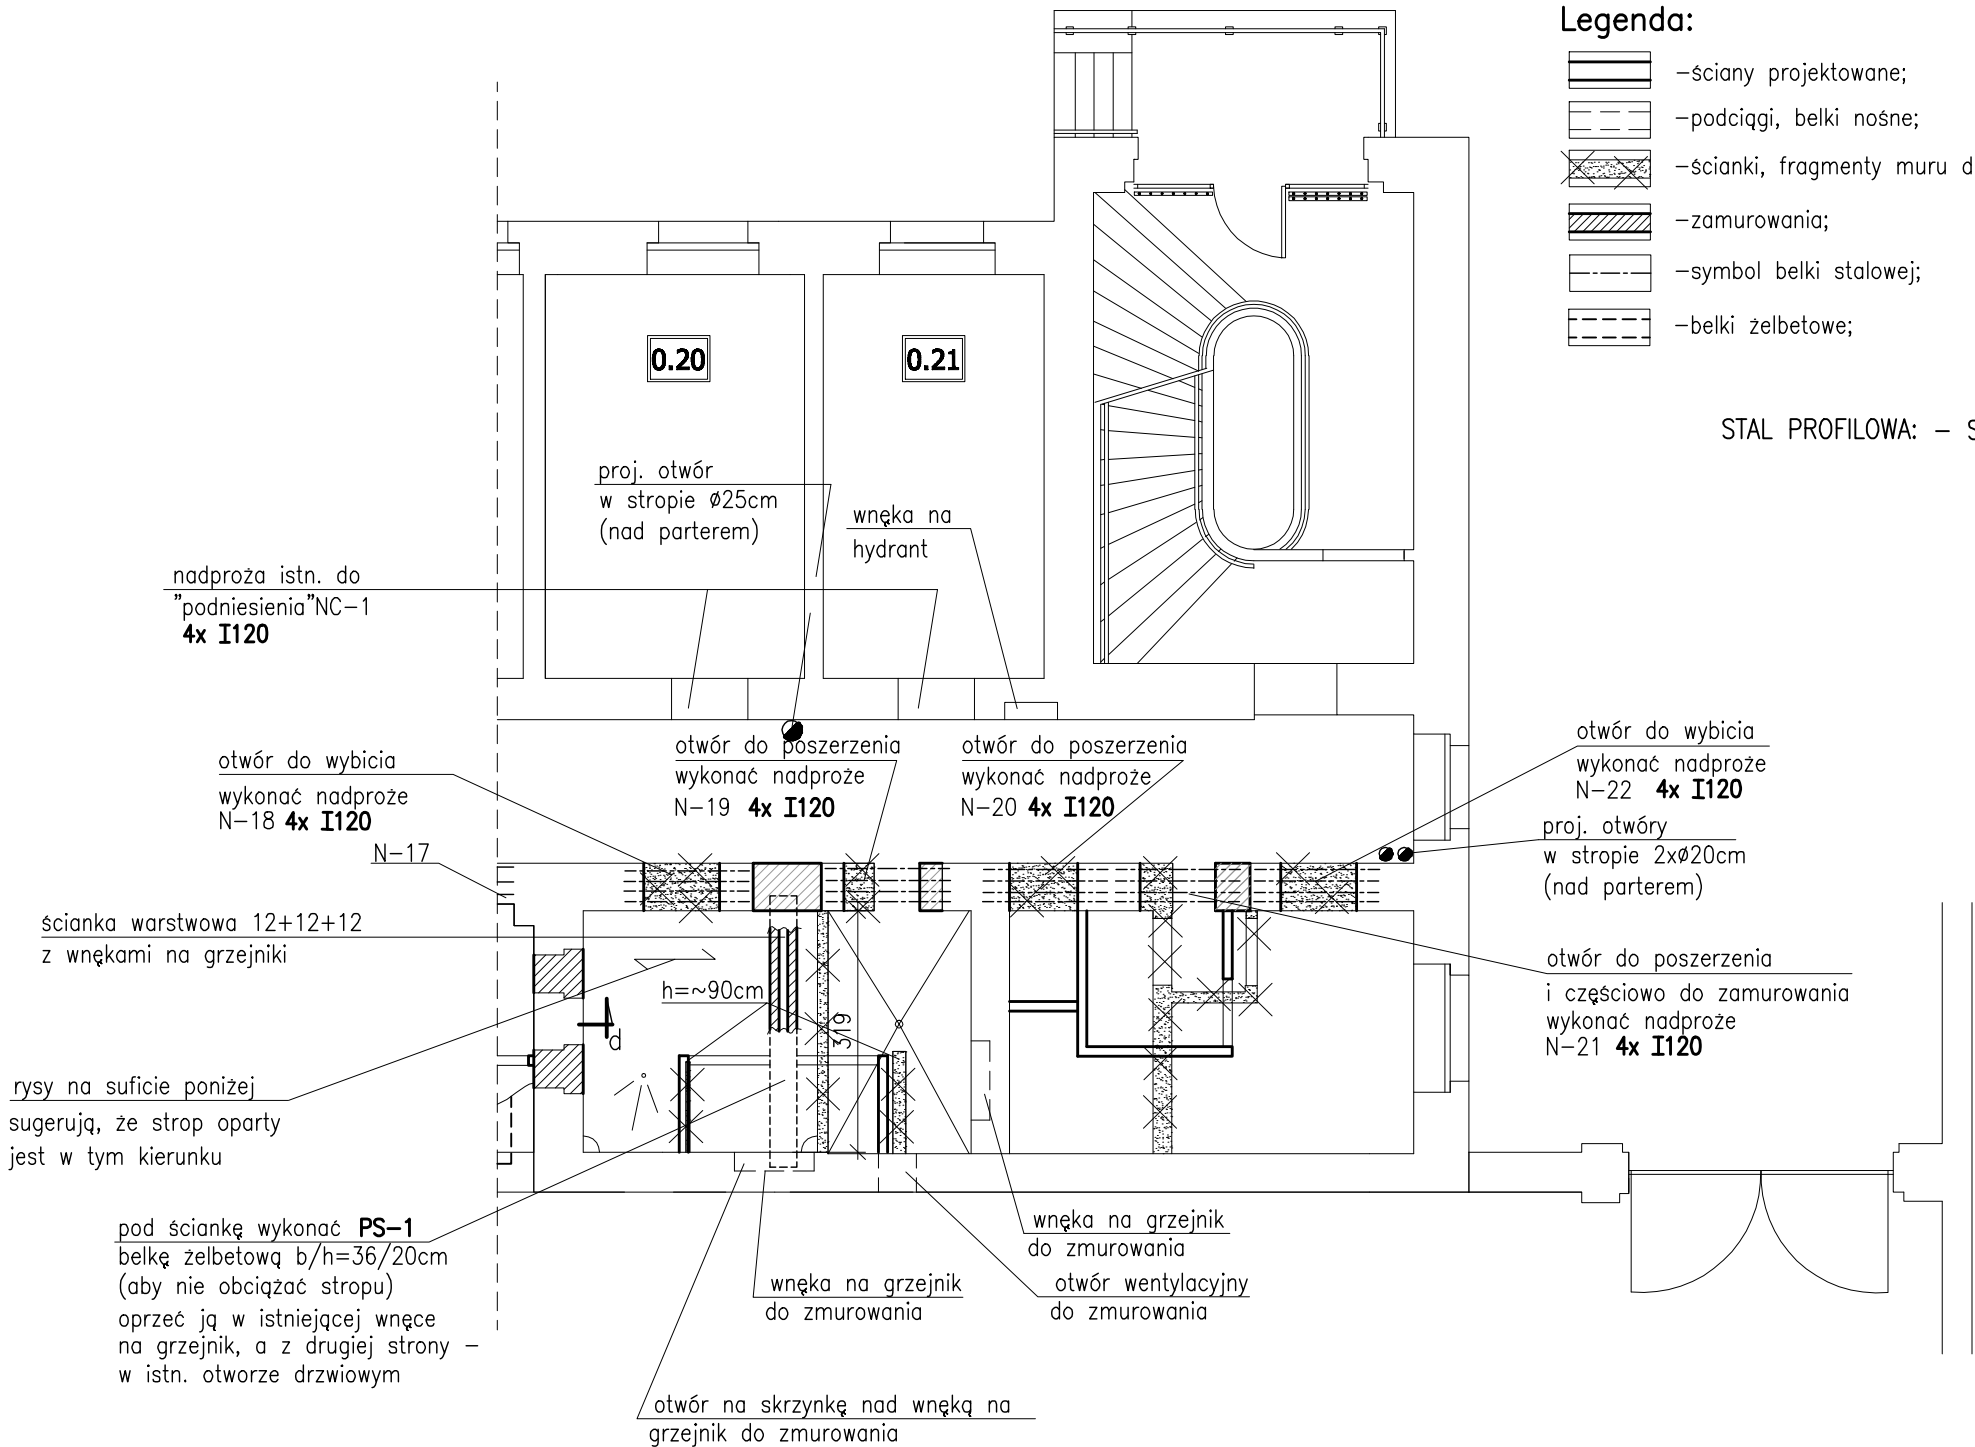 Legenda:
-ściany projektowane;
-podciągi, belki nośne;
-ścianki, fragmenty muru d
-zamurowania;
-symbol belki stalowej;
-belki żelbetowe;
STAL PROFILOWA: - S
0.20
0.21
proj. otwór
w stropie Ø25cm
(nad parterem)
wnęka na
hydrant
nadproża istn. do
"podniesienia"NC-1
4x I120
otwór do wybicia
wykonać nadproże
N-18 4x I120
N-17
otwór do poszerzenia
wykonać nadproże
N-19 4x I120
otwór do poszerzenia
wykonać nadproże
N-20 4x I120
otwór do wybicia
wykonać nadproże
N-22 4x I120
proj. otwóry
w stropie 2xØ20cm
(nad parterem)
ścianka warstwowa 12+12+12
z wnękami na grzejniki
h=~90cm
319
d
otwór do poszerzenia
i częściowo do zamurowania
wykonać nadproże
N-21 4x I120
rysy na suficie poniżej
sugerują, że strop oparty
jest w tym kierunku
pod ściankę wykonać PS-1
belkę żelbetową b/h=36/20cm
(aby nie obciążać stropu)
oprzeć ją w istniejącej wnęce
na grzejnik, a z drugiej strony -
w istn. otworze drzwiowym
wnęka na grzejnik
do zmurowania
wnęka na grzejnik
do zmurowania
otwór wentylacyjny
do zmurowania
otwór na skrzynkę nad wnęką na
grzejnik do zmurowania